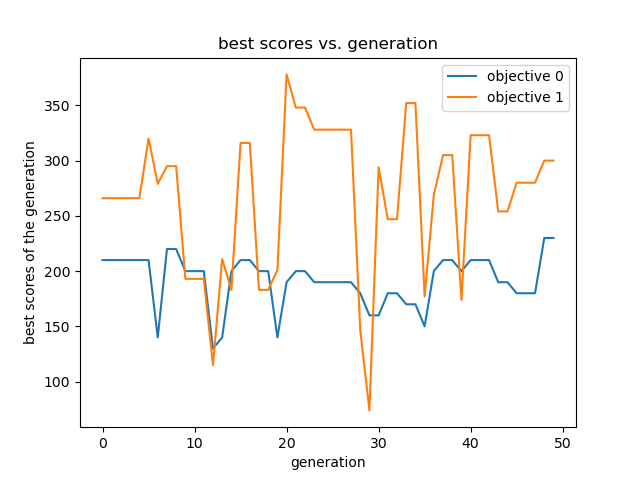 best scores vs. generation
objective 0
objective 1
best scores of the generation
350
300
250
200
150
100
0
10
20
30
40
50
generation